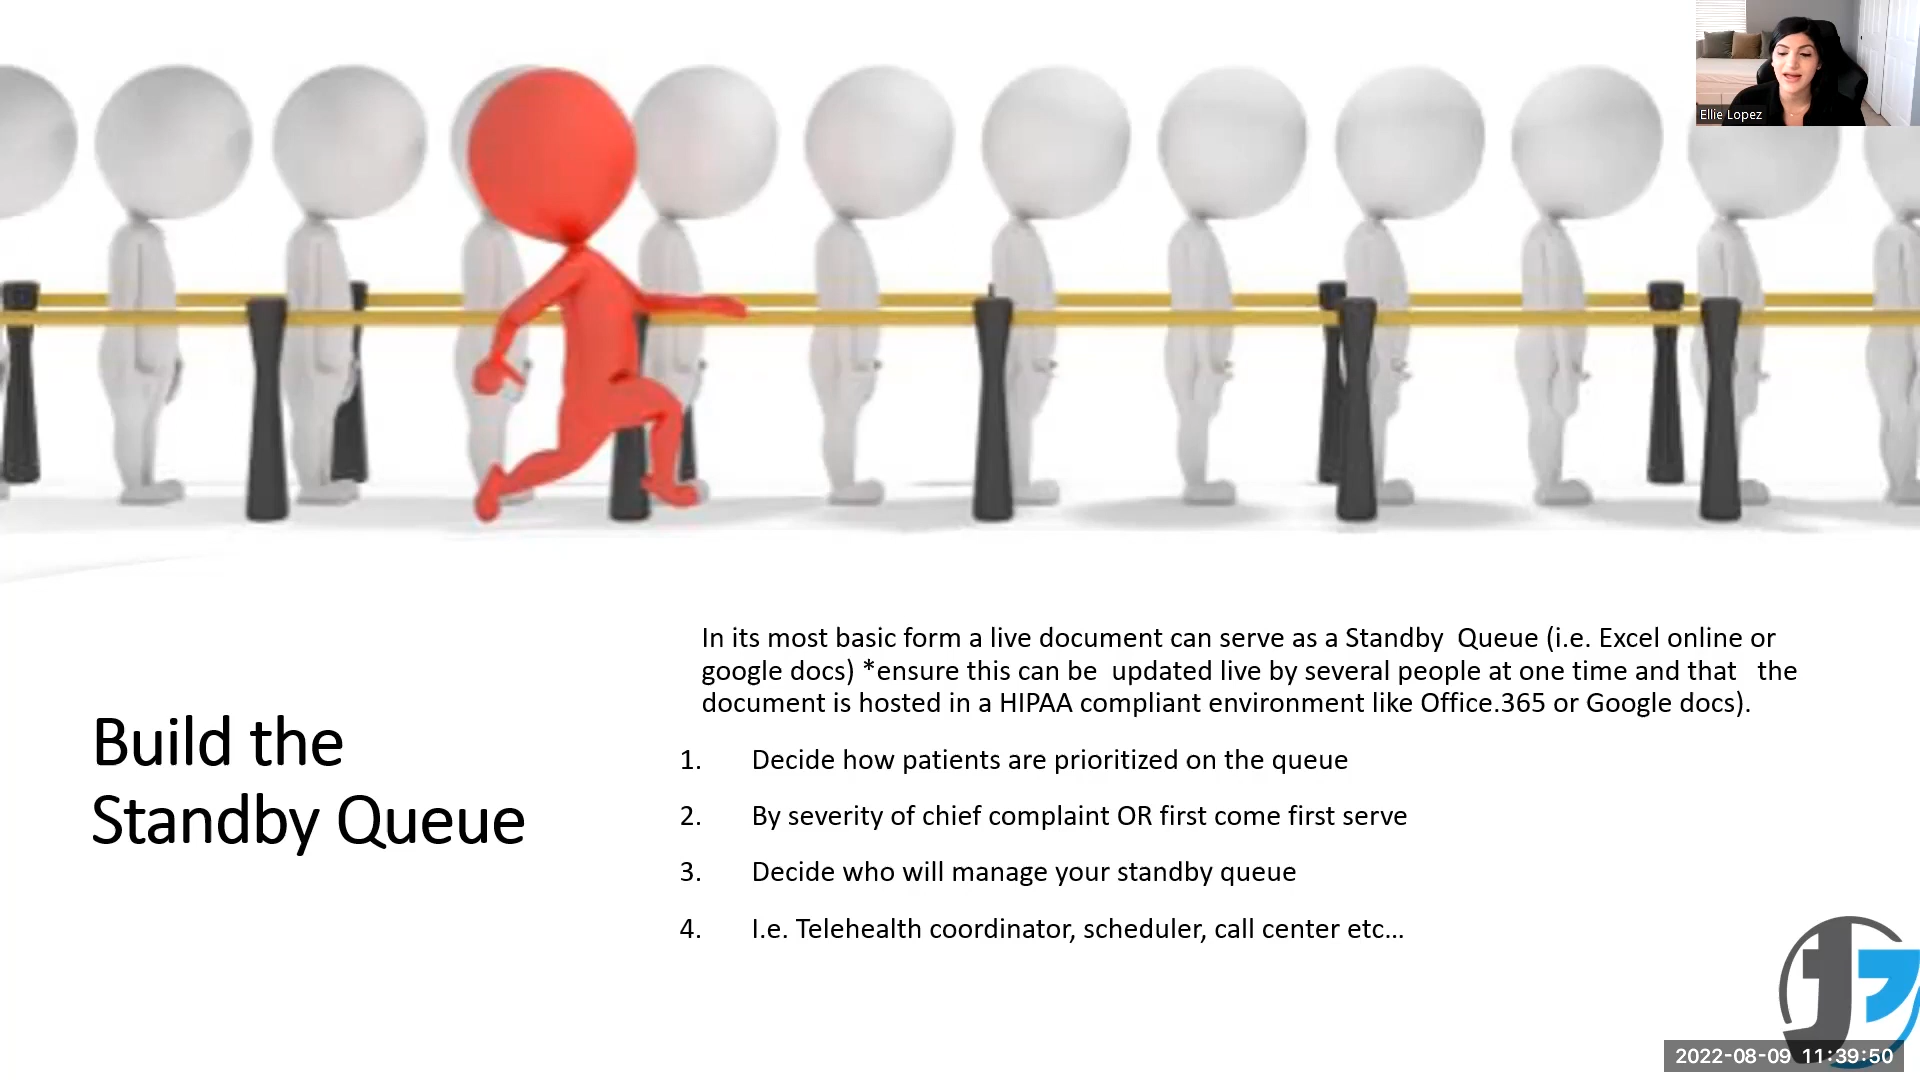 Ellie Lopez
In its most basic form a live document can serve as a Standby Queue (i.e. Excel online or
google docs) *ensure this can be updated live by several people at one time and that the
document is hosted in a HIPAA compliant environment like Office.365 or Google docs).
Build the
Standby Queue
1. Decide how patients are prioritized on the queue
2. By severity of chief complaint OR first come first serve
3. Decide who will manage your standby queue
4. I.e. Telehealth coordinator, scheduler, call center etc...
2022-08-09 11:39:50